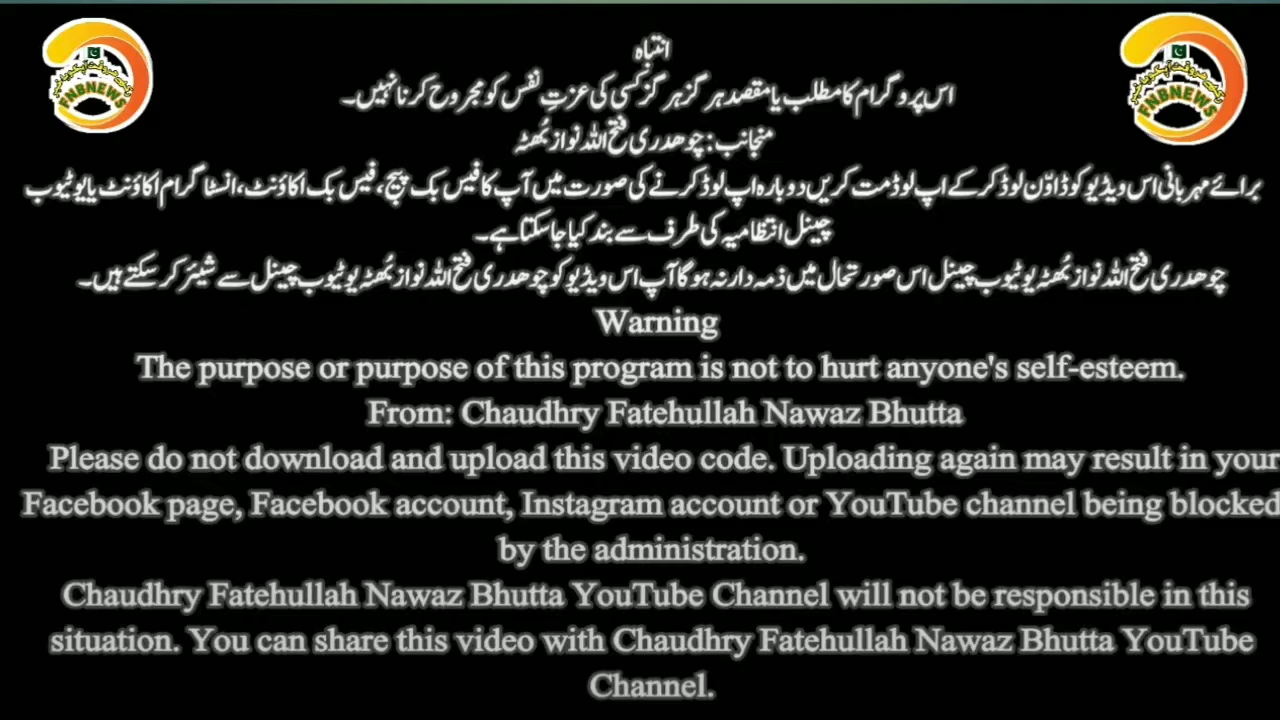 انتباہ
اس پروگرام کا مطلب یا مقصد ہر گز ہر گز کسی کی عزتِ نفس کو مجروح کرنا نہیں۔
منجانب: چوھدری فتح اللہ نواز بُھٹہ
برائے مہربانی اس ویڈیو کو ڈاؤن لوڈ کر کے اپ لوڈ مت کریں دوبارہ اپ لوڈ کرنے کی صورت میں آپ کا فیس بک پیج، فیس بک اکاؤنٹ، انسٹا گرام اکاؤنٹ یا یوٹیوب
چینل انتظامیہ کی طرف سے بند کیا جا سکتا ہے۔
چوھدری فتح اللہ نواز بُھٹہ یوٹیوب چینل اس صورتحال میں ذمہ دار نہ ہو گا آپ اس ویڈیو کو چوھدری فتح اللہ نواز بُھٹہ یوٹیوب چینل سے شیئر کر سکتے ہیں۔
Warning
The purpose or purpose of this program is not to hurt anyone's self-esteem.
From: Chaudhry Fatehullah Nawaz Bhutta
Please do not download and upload this video code. Uploading again may result in your
Facebook page, Facebook account, Instagram account or YouTube channel being blocked
by the administration.
Chaudhry Fatehullah Nawaz Bhutta YouTube Channel will not be responsible in this
situation. You can share this video with Chaudhry Fatehullah Nawaz Bhutta YouTube
Channel.
FNBNEWS
FNBNEWS